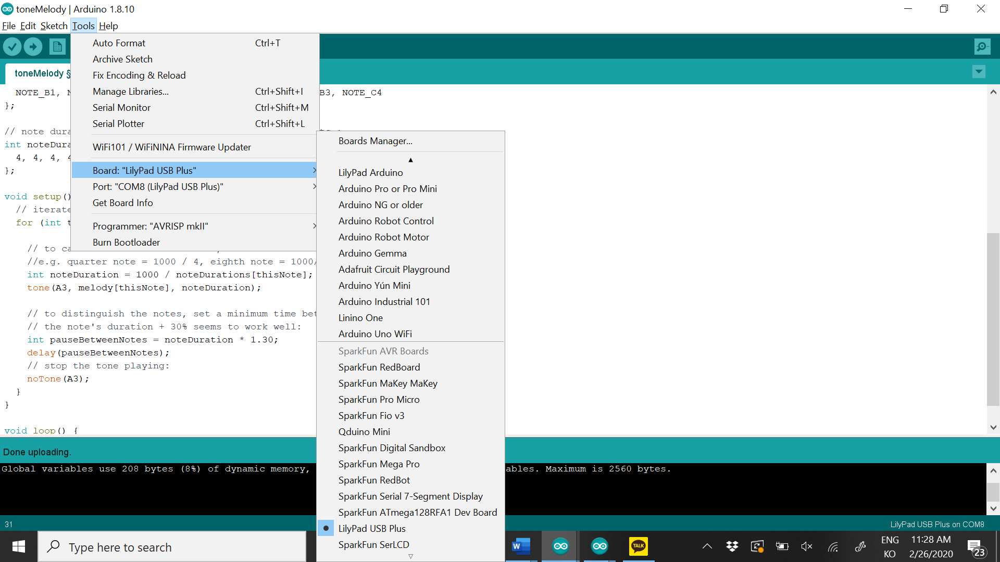 toneMelody | Arduino 1.8.10
File Edit Sketch Tools Help
toneMelody §
Auto Format Ctrl+T
Archive Sketch
Fix Encoding & Reload
Manage Libraries... Ctrl+Shift+I
Serial Monitor Ctrl+Shift+M
Serial Plotter Ctrl+Shift+L
WiFi101 / WiFiNINA Firmware Updater
Board: "LilyPad USB Plus"
Port: "COM8 (LilyPad USB Plus)"
Get Board Info
Programmer: "AVRISP mkII"
Burn Bootloader
Boards Manager...
LilyPad Arduino
Arduino Pro or Pro Mini
Arduino NG or older
Arduino Robot Control
Arduino Robot Motor
Arduino Gemma
Adafruit Circuit Playground
Arduino Yún Mini
Arduino Industrial 101
Linino One
Arduino Uno WiFi
SparkFun AVR Boards
SparkFun RedBoard
SparkFun MaKey MaKey
SparkFun Pro Micro
SparkFun Fio v3
Qduino Mini
SparkFun Digital Sandbox
SparkFun Mega Pro
SparkFun RedBot
SparkFun Serial 7-Segment Display
SparkFun ATmega128RFA1 Dev Board
LilyPad USB Plus
SparkFun SerLCD
NOTE_B1, B3, NOTE_C4
};
// note dura
int noteDura
4, 4, 4,
};
void setup()
// iterate
for (int t
// to ca
//e.g. quarter note = 1000 / 4, eighth note = 1000/
int noteDuration = 1000 / noteDurations[thisNote];
tone(A3, melody[thisNote], noteDuration);
// to distinguish the notes, set a minimum time bet
// the note's duration + 30% seems to work well:
int pauseBetweenNotes = noteDuration * 1.30;
delay(pauseBetweenNotes);
// stop the tone playing:
noTone(A3);
}
}
void loop() {
Done uploading.
Global variables use 208 bytes (8%) of dynamic memory, ables. Maximum is 2560 bytes.
31 LilyPad USB Plus on COM8
Type here to search
W
TALK
ENG
KO
11:28 AM
2/26/2020
23